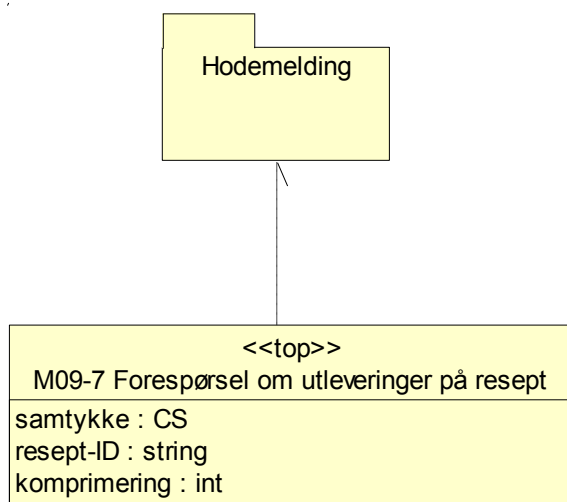 Hodemelding
<<top>>
M09-7 Forespørsel om utleveringer på resept
samtykke : CS
resept-ID : string
komprimering : int